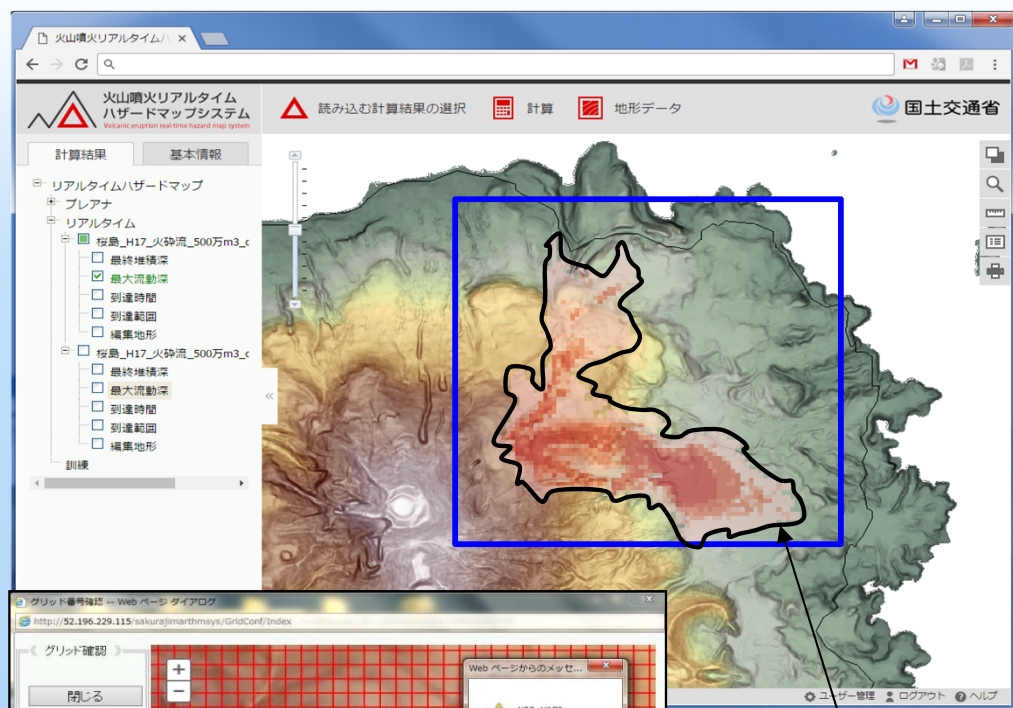 火山噴火リアルタイムハ
火山噴火リアルタイム
ハザードマップシステム
Volcanic eruption real-time hazard map system
読み込む計算結果の選択
計算
地形データ
国土交通省
計算結果
基本情報
リアルタイムハザードマップ
プレアナ
リアルタイム
桜島_H17_火砕流_500万m3_c
最終堆積深
最大流動深
到達時間
到達範囲
編集地形
桜島_H17_火砕流_500万m3_c
最終堆積深
最大流動深
到達時間
到達範囲
編集地形
訓練
グリッド番号確認 -- Web ページ ダイアログ
http://52.196.229.115/sakurajimarthmsys/GridConf/Index
グリッド確認
閉じる
Web ページからのメッセ...
ユーザー管理
ログアウト
ヘルプ